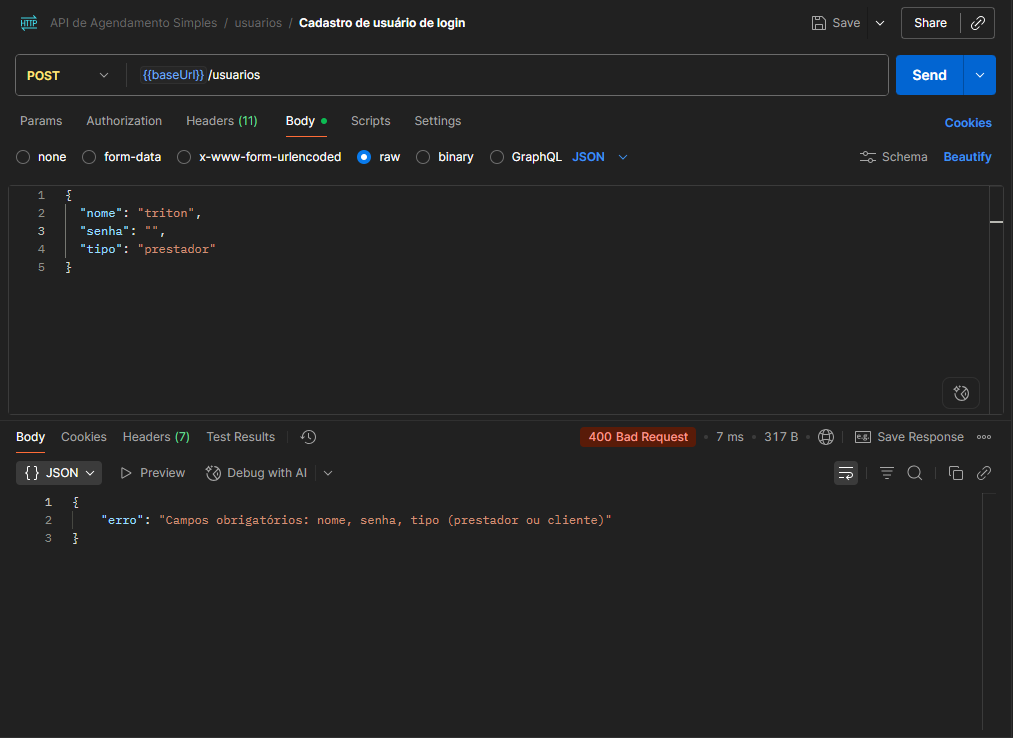 HTTP API de Agendamento Simples / usuarios / Cadastro de usuário de login Save Share
POST {{baseUrl}} /usuarios Send
Params Authorization Headers (11) Body Scripts Settings Cookies
none form-data x-www-form-urlencoded raw binary GraphQL JSON Schema Beautify
1 {
2 "nome": "triton",
3 "senha": "",
4 "tipo": "prestador"
5 }
Body Cookies Headers (7) Test Results 400 Bad Request • 7 ms • 317 B • e.g. Save Response
{} JSON Preview Debug with AI
1 {
2 "erro": "Campos obrigatórios: nome, senha, tipo (prestador ou cliente)"
3 }